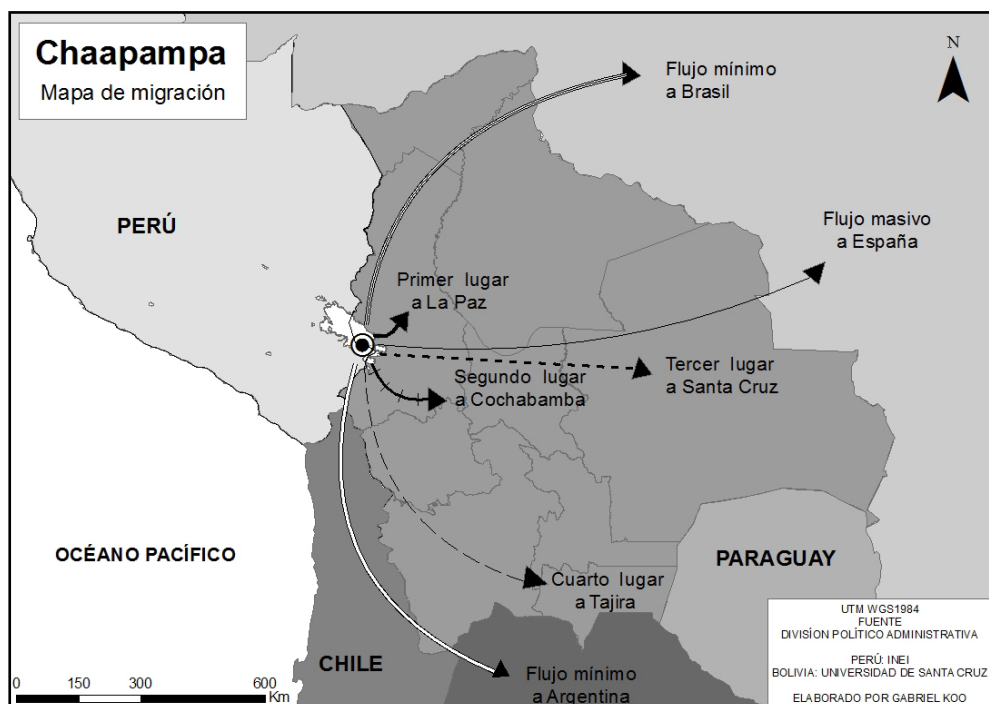 Chaapampa
Mapa de migración
N
Flujo mínimo
a Brasil
Flujo masivo
a España
PERÚ
Primer lugar
a La Paz
Tercer lugar
a Santa Cruz
Segundo lugar
a Cochabamba
OCÉANO PACÍFICO
PARAGUAY
Cuarto lugar
a Tajira
CHILE
Flujo mínimo
a Argentina
0 150 300 600
Km
UTM WGS1984
FUENTE
DIVISÍON POLÍTICO ADMINISTRATIVA
PERÚ: INEI
BOLIVIA: UNIVERSIDAD DE SANTA CRUZ
ELABORADO POR GABRIEL KOO